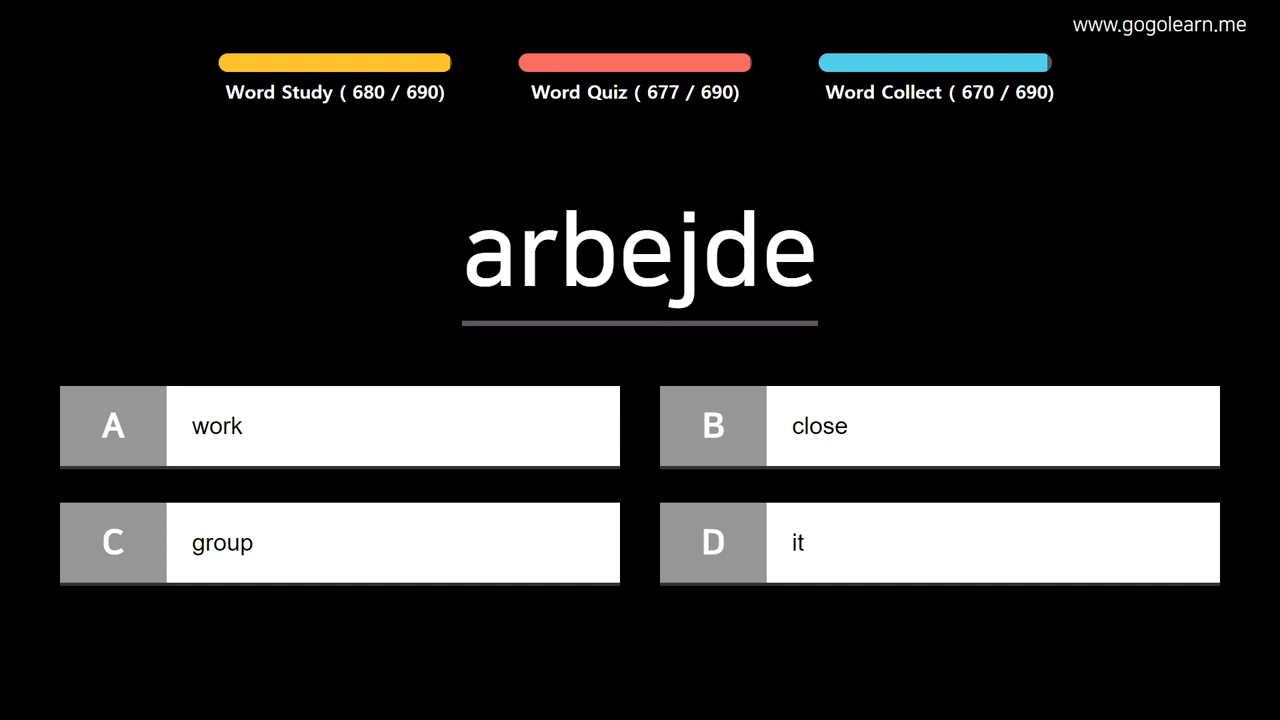 www.gogolearn.me
Word Study ( 680 / 690)
Word Quiz ( 677 / 690)
Word Collect ( 670 / 690)
arbejde
A work
B close
C group
D it